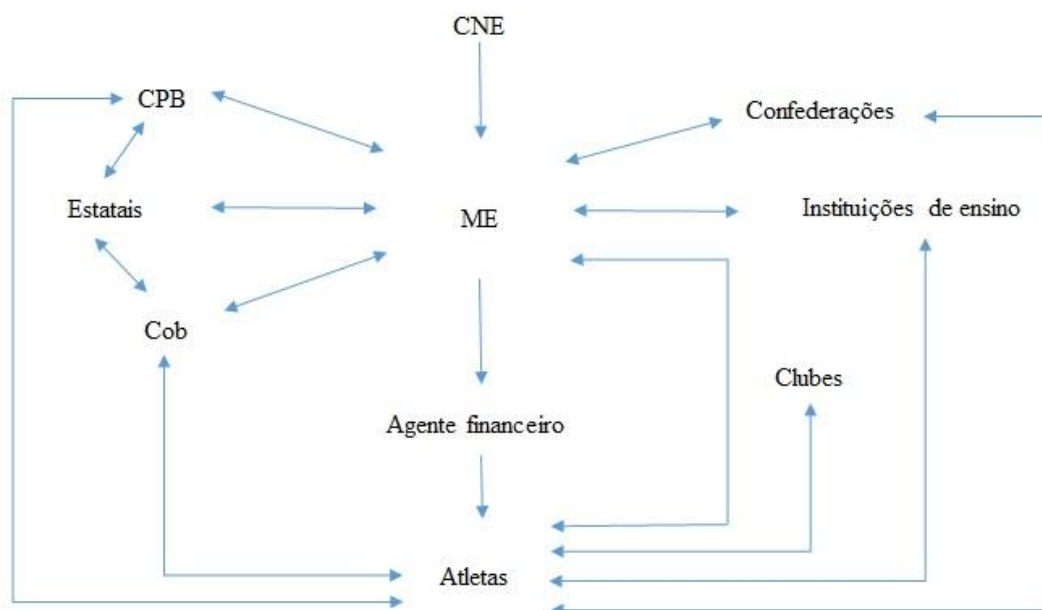 CNE
CPB
Confederações
Estatais
ME
Instituições de ensino
Cob
Clubes
Agente financeiro
Atletas